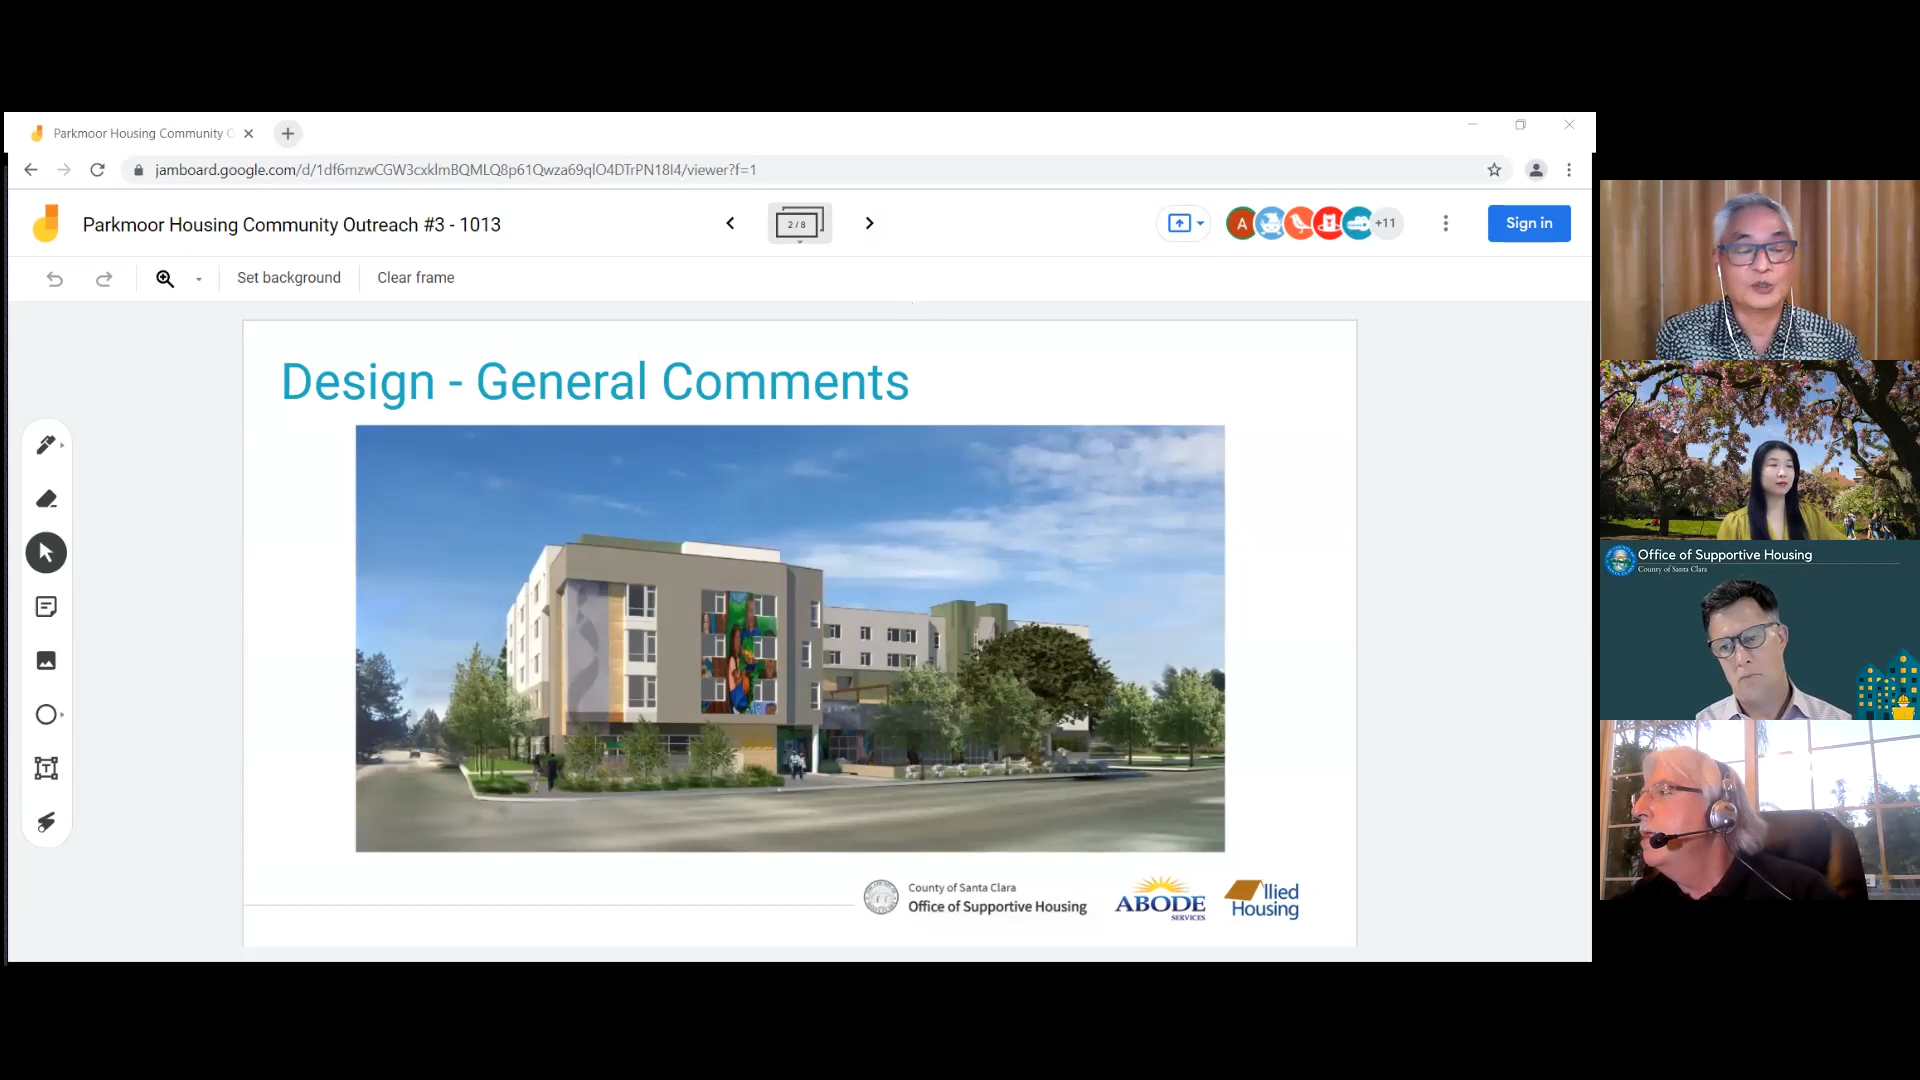 Parkmoor Housing Community
jamboard.google.com/d/1df6mzwCGW3cxklmBQMLQ8p61Qwza69qlO4DTrPN18I4/viewer?f=1
Parkmoor Housing Community Outreach #3 - 1013
2 / 8
A
+11
Sign in
Set background
Clear frame
Design - General Comments
County of Santa Clara
Office of Supportive Housing
ABODE
SERVICES
Allied
Housing
Office of Supportive Housing
County of Santa Clara